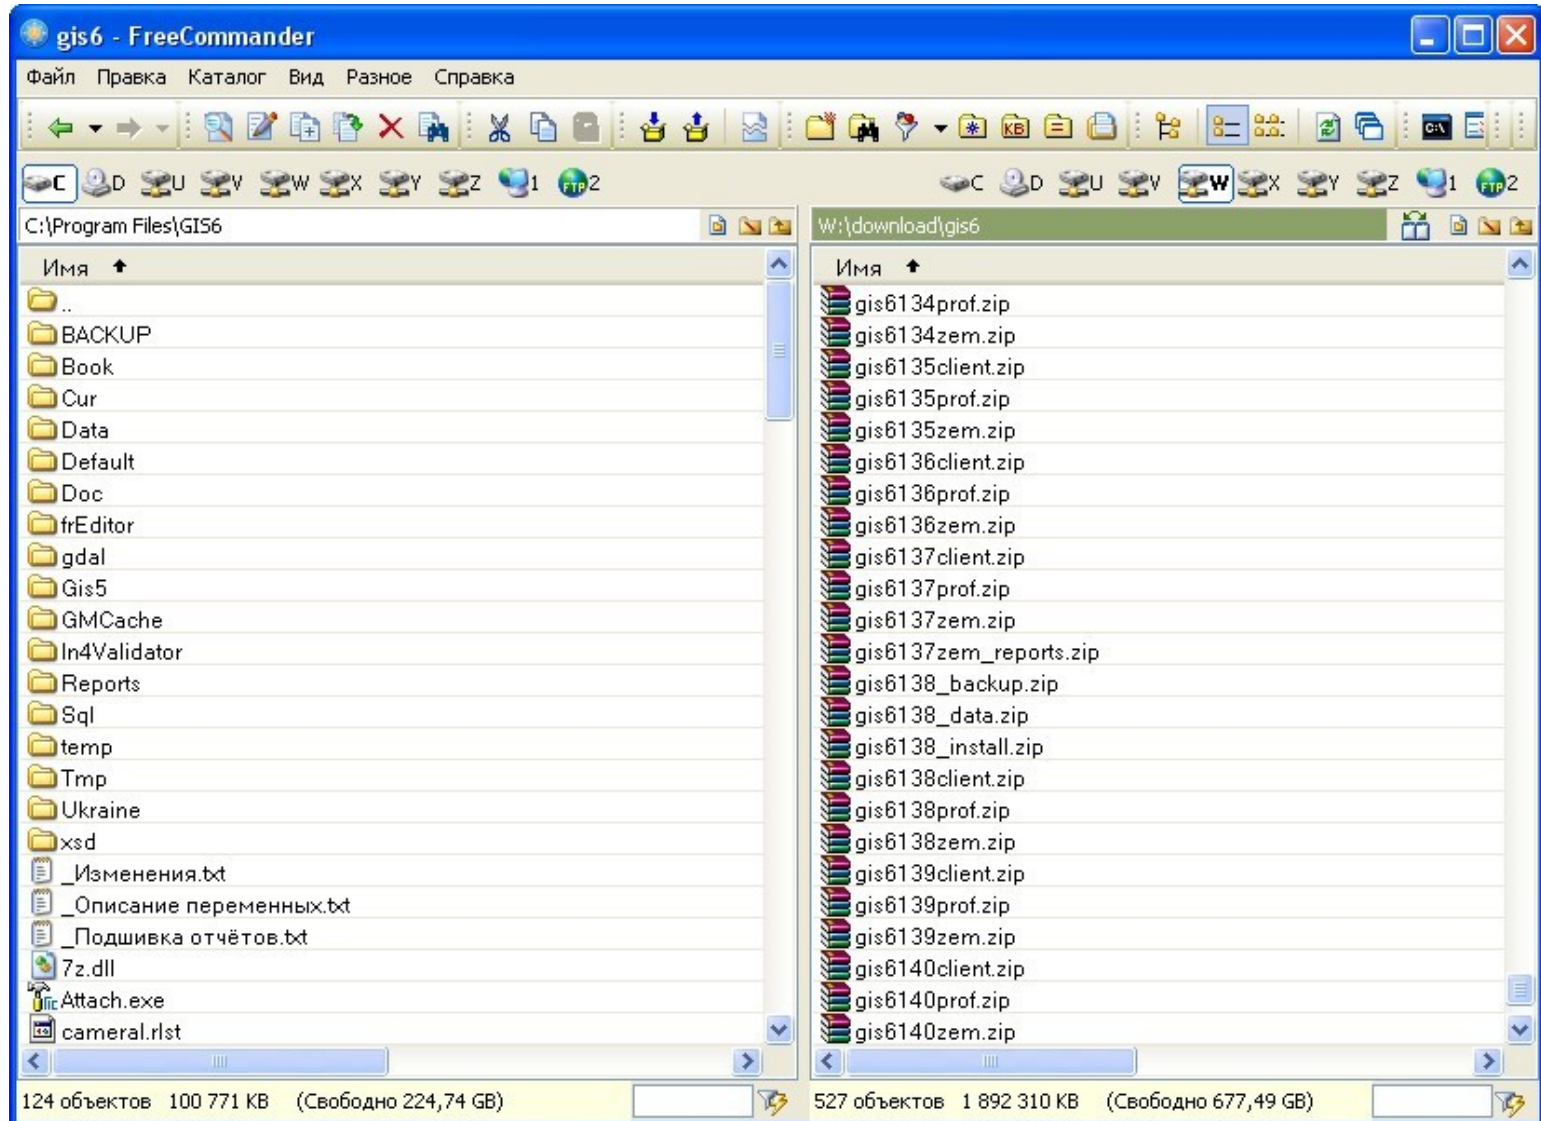 gis6 - FreeCommander
Файл Правка Каталог Вид Разное Справка
KB C:\
C D U V W X Y Z 1 FTP 2
C D U V W X Y Z 1 FTP 2
C:\Program Files\GIS6
W:\download\gis6
Имя
..
BACKUP
Book
Cur
Data
Default
Doc
frEditor
gdal
Gis5
GMCache
In4Validator
Reports
Sql
temp
Tmp
Ukraine
xsd
_Изменения.txt
_Описание переменных.txt
_Подшивка отчётов.txt
7z.dll
Attach.exe
cameral.rlst
Имя
gis6134prof.zip
gis6134zem.zip
gis6135client.zip
gis6135prof.zip
gis6135zem.zip
gis6136client.zip
gis6136prof.zip
gis6136zem.zip
gis6137client.zip
gis6137prof.zip
gis6137zem.zip
gis6137zem_reports.zip
gis6138_backup.zip
gis6138_data.zip
gis6138_install.zip
gis6138client.zip
gis6138prof.zip
gis6138zem.zip
gis6139client.zip
gis6139prof.zip
gis6139zem.zip
gis6140client.zip
gis6140prof.zip
gis6140zem.zip
124 объектов 100 771 KB (Свободно 224,74 GB)
527 объектов 1 892 310 KB (Свободно 677,49 GB)